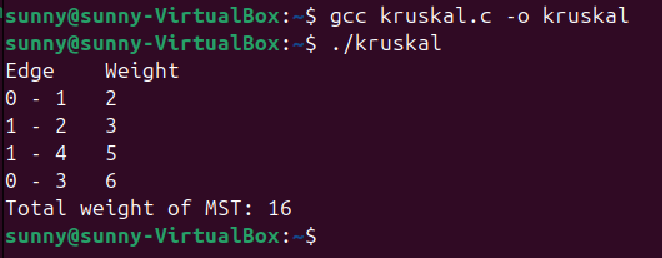 sunny@sunny-VirtualBox:~$ gcc kruskal.c -o kruskal
sunny@sunny-VirtualBox:~$ ./kruskal
Edge    Weight
0 - 1   2
1 - 2   3
1 - 4   5
0 - 3   6
Total weight of MST: 16
sunny@sunny-VirtualBox:~$